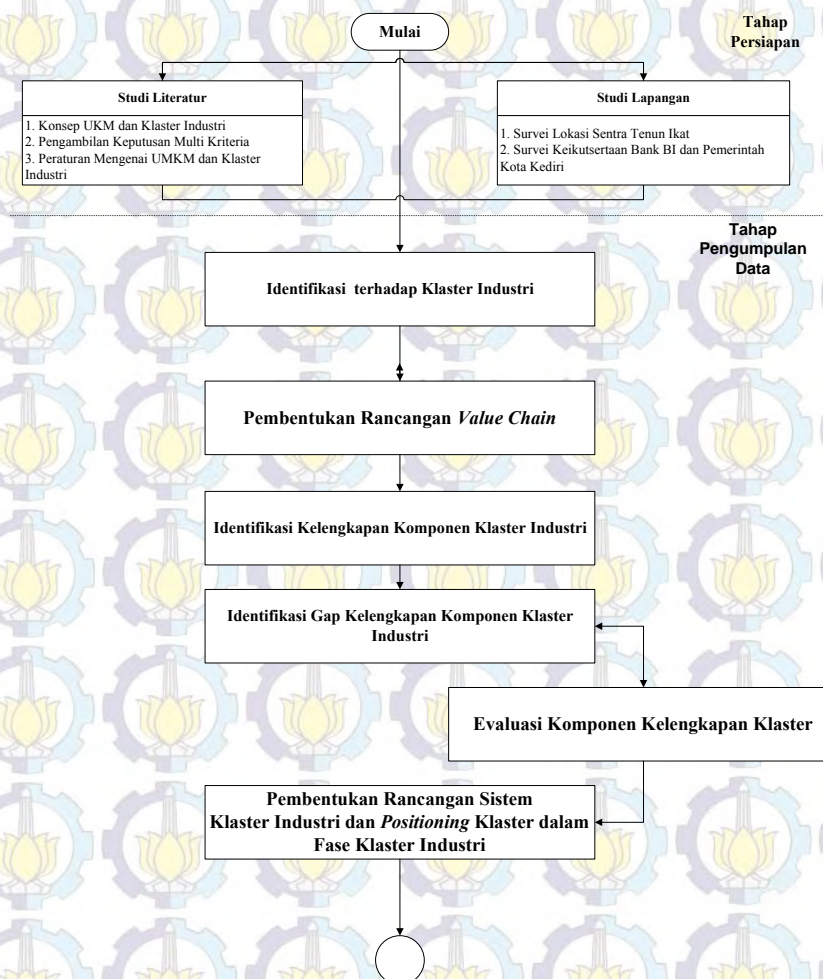 Mulai
Tahap
Persiapan
Studi Literatur
1. Konsep UKM dan Klaster Industri
2. Pengambilan Keputusan Multi Kriteria
3. Peraturan Mengenai UMKM dan Klaster
Industri
Studi Lapangan
1. Survei Lokasi Sentra Tenun Ikat
2. Survei Keikutsertaan Bank BI dan Pemerintah
Kota Kediri
Tahap
Pengumpulan
Data
Identifikasi terhadap Klaster Industri
Pembentukan Rancangan Value Chain
Identifikasi Kelengkapan Komponen Klaster Industri
Identifikasi Gap Kelengkapan Komponen Klaster
Industri
Evaluasi Komponen Kelengkapan Klaster
Pembentukan Rancangan Sistem
Klaster Industri dan Positioning Klaster dalam
Fase Klaster Industri